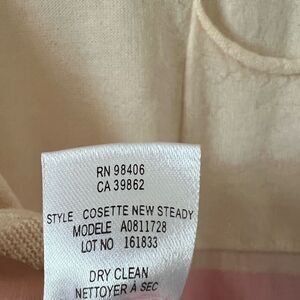 RN 98406
CA 39862
STYLE COSETTE NEW STEADY
MODELE A0811728
LOT NO 161833
DRY CLEAN
NETTOYER À SEC